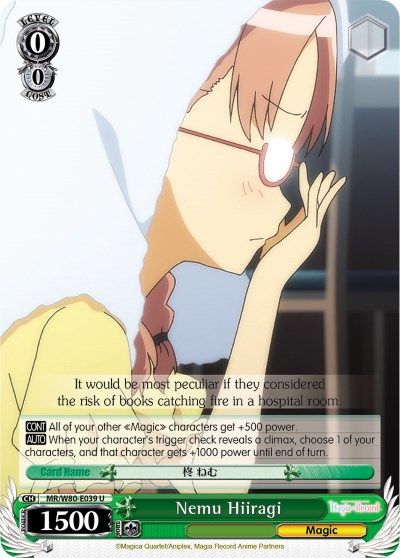 LEVEL
0
0
COST
It would be most peculiar if they considered
the risk of books catching fire in a hospital room.
CONT All of your other «Magic» characters get +500 power.
AUTO When your character's trigger check reveals a climax, choose 1 of your
characters, and that character gets +1000 power until end of turn.
Card Name 柊 ねむ
CH MR/W80-E039 U
POWER 1500
Nemu Hiiragi
Magia Record
Magic
©Magica Quartet/Aniplex, Magia Record Anime Partners